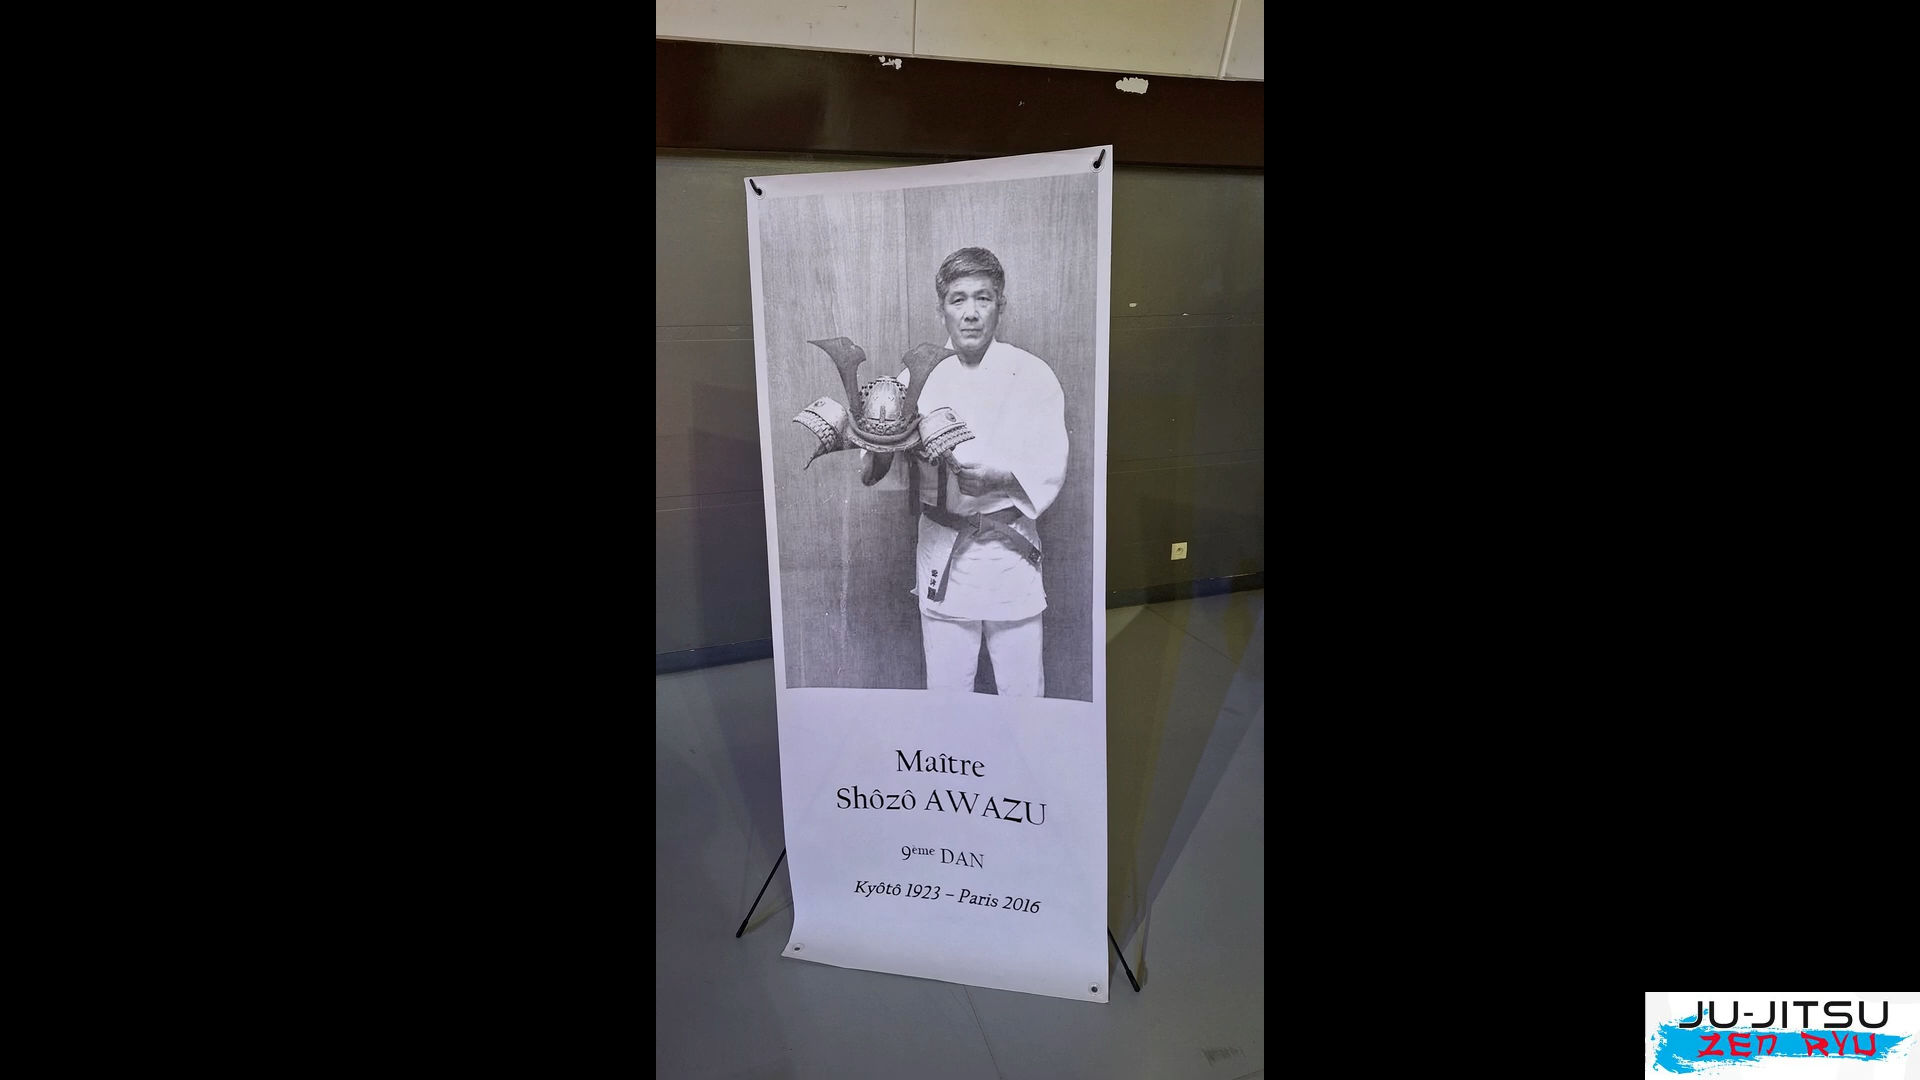 Maître
Shôzô AWAZU
9ème DAN
Kyôtô 1923 – Paris 2016
JU-JITSU
ZEN RYU